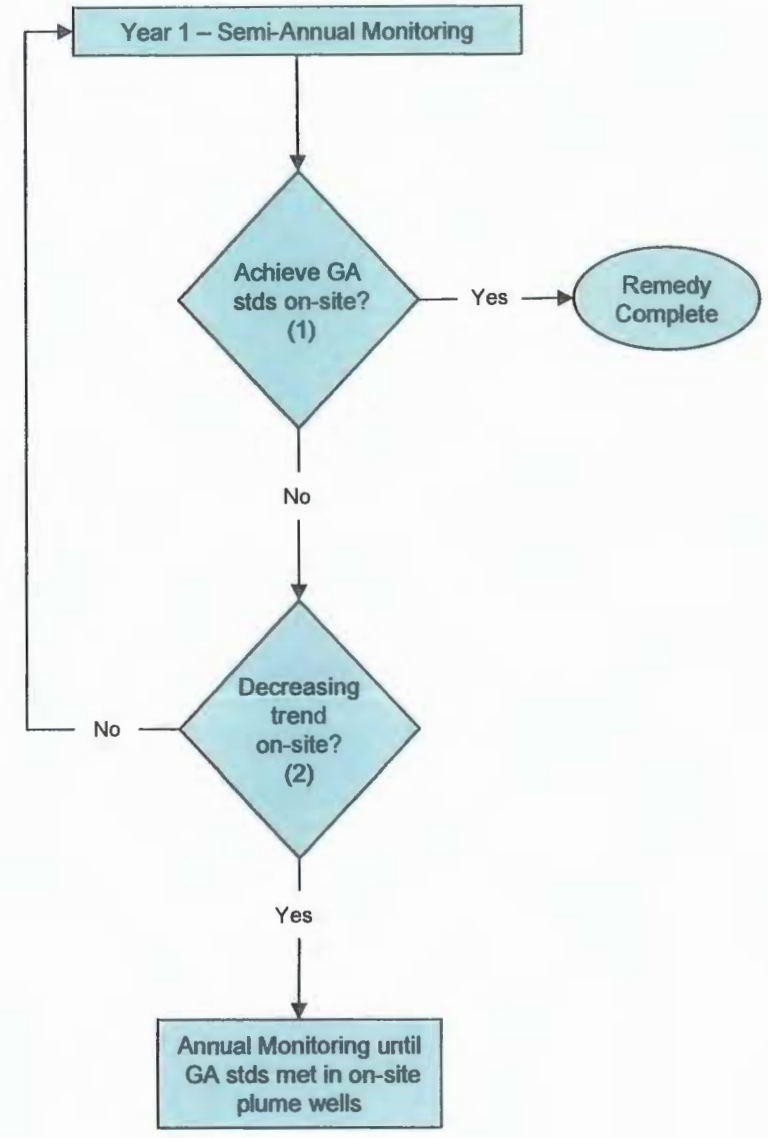 Year 1 – Semi-Annual Monitoring
Achieve GA
stds on-site?
(1)
Yes
Remedy
Complete
No
Decreasing
trend
on-site?
(2)
No
Yes
Annual Monitoring until
GA stds met in on-site
plume wells